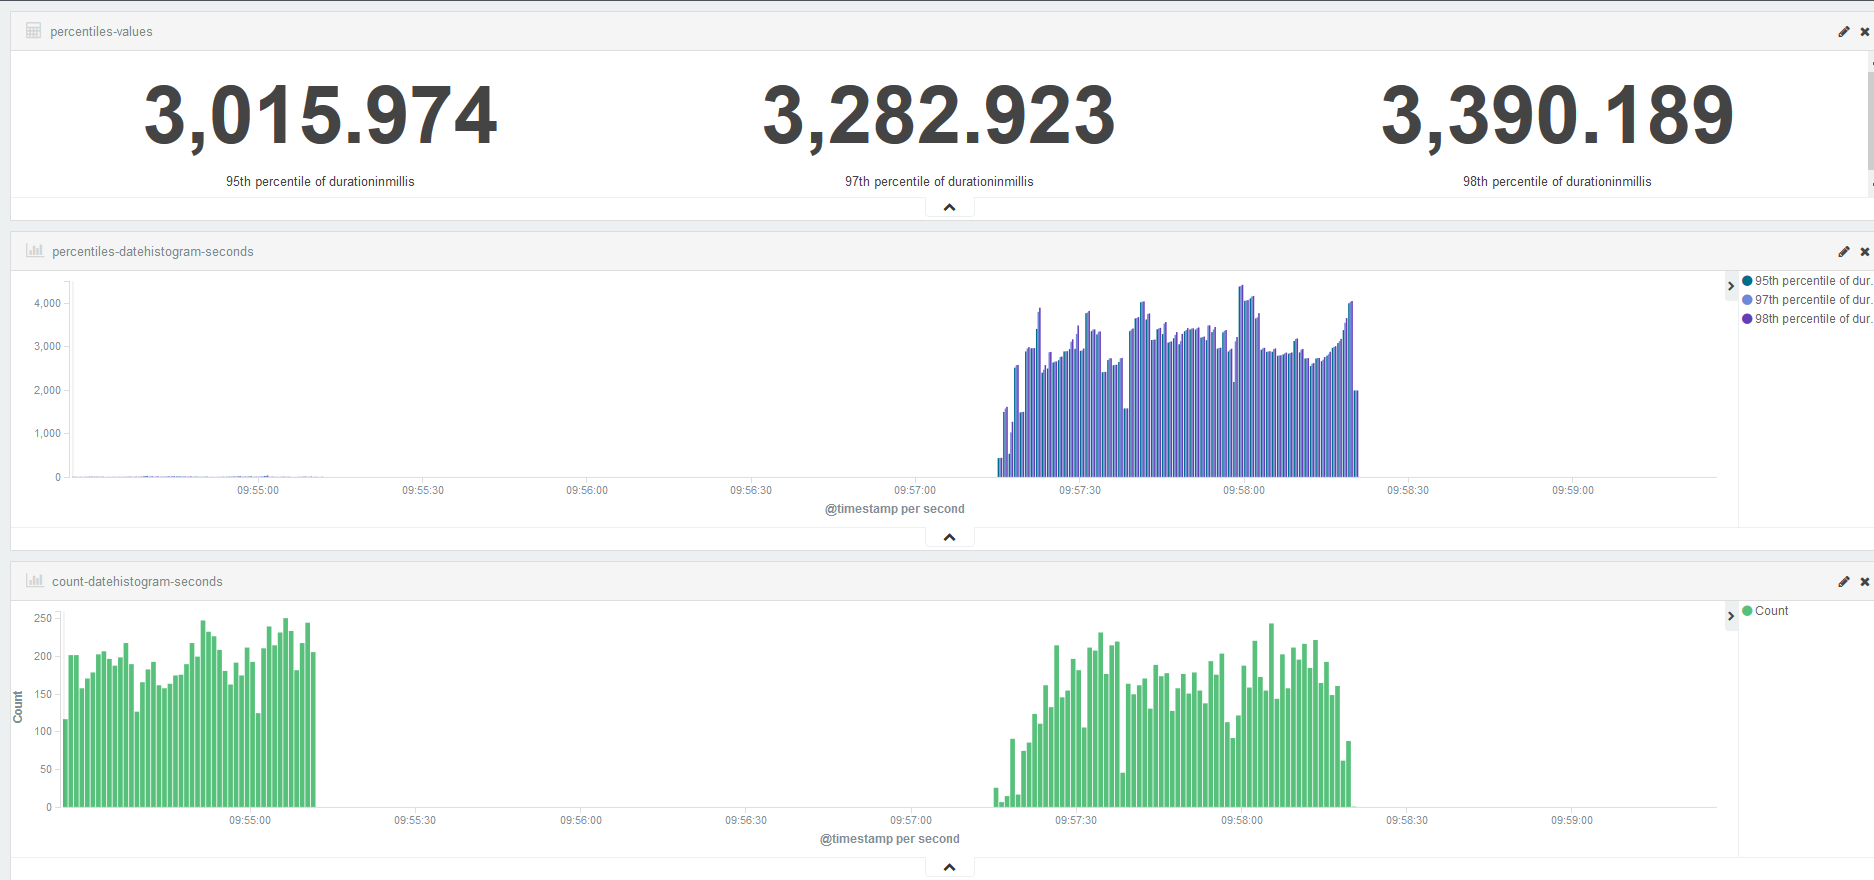 percentiles-values
3,015.974 3,282.923 3,390.189
95th percentile of durationinmillis 97th percentile of durationinmillis 98th percentile of durationinmillis
percentiles-datehistogram-seconds
95th percentile of dur...
97th percentile of dur...
98th percentile of dur...
4,000
3,000
2,000
1,000
0
09:55:00 09:55:30 09:56:00 09:56:30 09:57:00 09:57:30 09:58:00 09:58:30 09:59:00
@timestamp per second
count-datehistogram-seconds
Count
250
200
150
100
50
0
Count
09:55:00 09:55:30 09:56:00 09:56:30 09:57:00 09:57:30 09:58:00 09:58:30 09:59:00
@timestamp per second